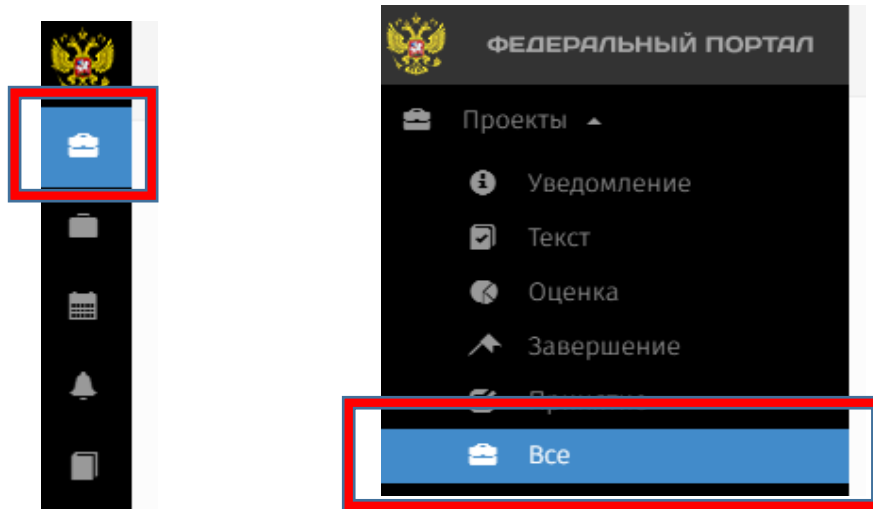 ФЕДЕРАЛЬНЫЙ ПОРТАЛ
Проекты
Уведомление
Текст
Оценка
Завершение
Все